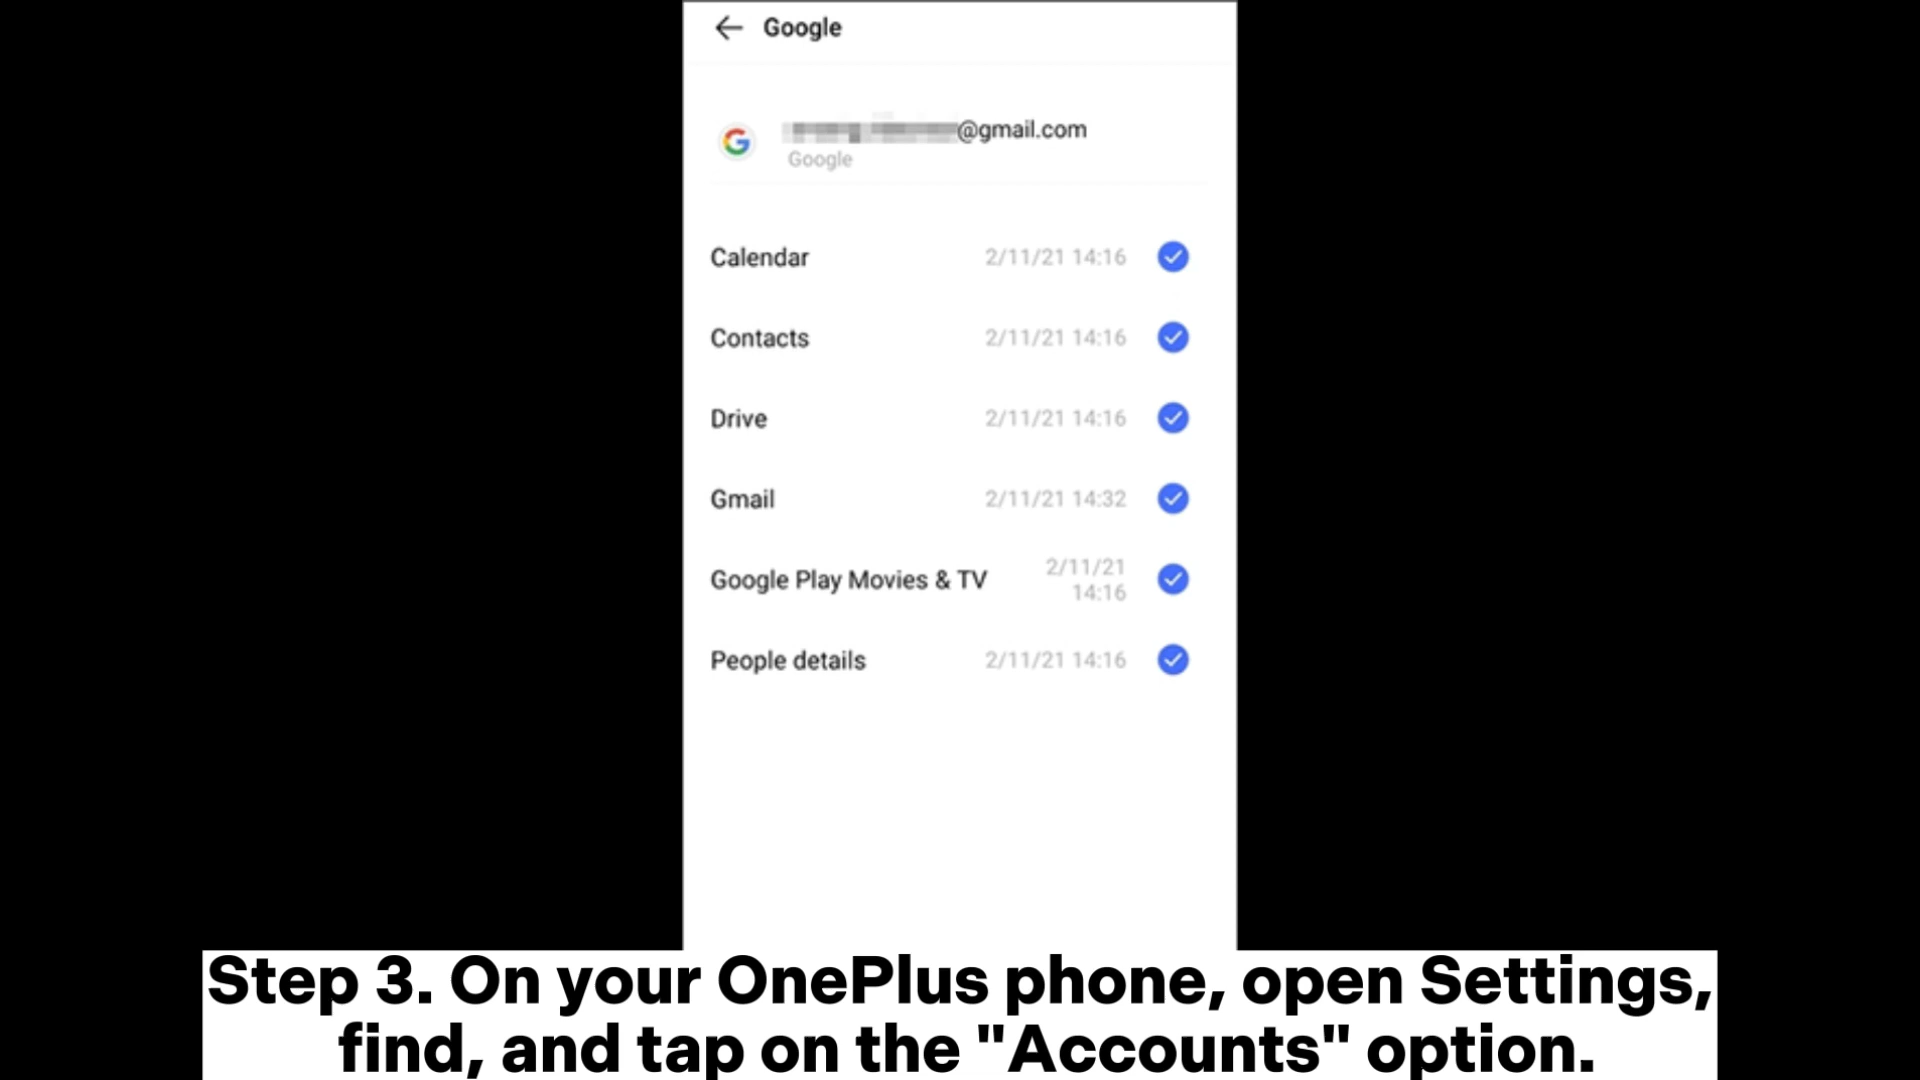 Google
@gmail.com
Google
Calendar 2/11/21 14:16
Contacts 2/11/21 14:16
Drive 2/11/21 14:16
Gmail 2/11/21 14:32
Google Play Movies & TV 2/11/21
14:16
People details 2/11/21 14:16
Step 3. On your OnePlus phone, open Settings,
find, and tap on the "Accounts" option.